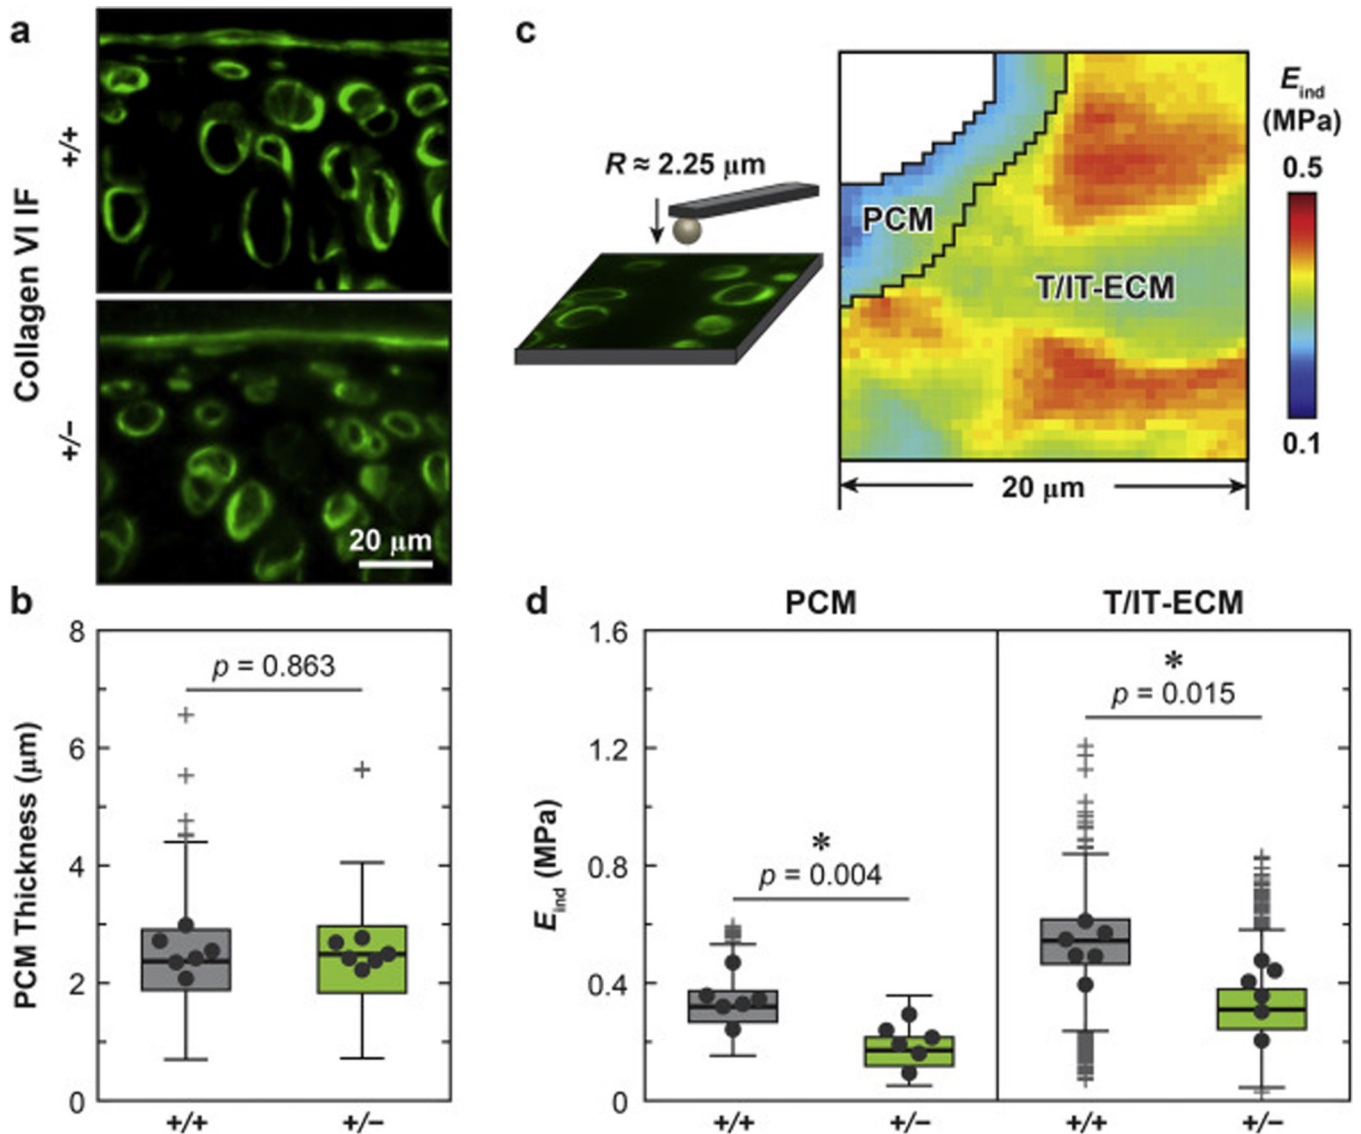 a
Collagen VI IF
+/+
+/−
20 µm
b
PCM Thickness (µm)
8
6
4
2
0
p = 0.863
+/+
+/−
c
R ≈ 2.25 µm
PCM
T/IT-ECM
20 µm
E_ind
(MPa)
0.5
0.1
d
PCM
T/IT-ECM
E_ind (MPa)
1.6
1.2
0.8
0.4
0
*
p = 0.004
*
p = 0.015
+/+
+/−
+/+
+/−